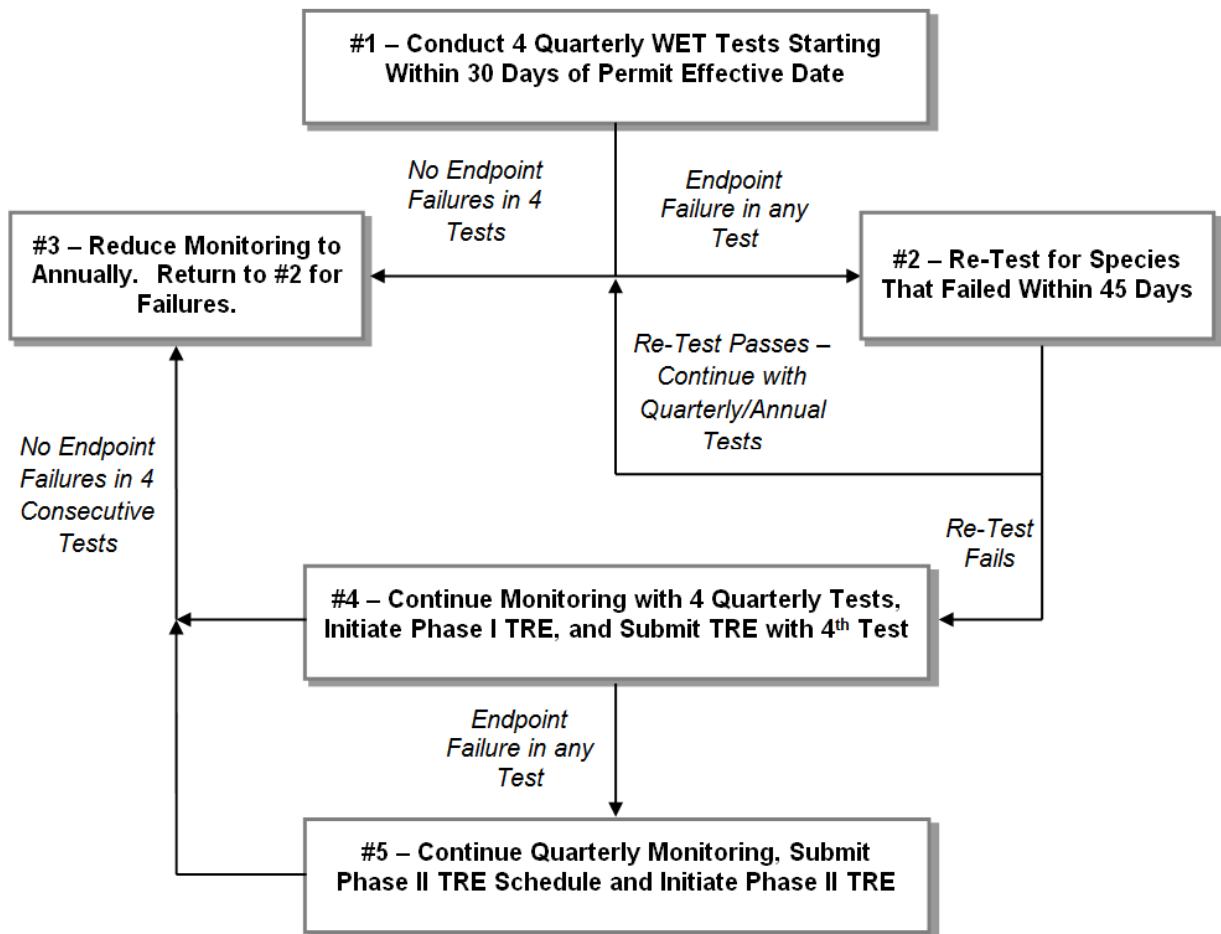 #1 – Conduct 4 Quarterly WET Tests Starting
Within 30 Days of Permit Effective Date
No Endpoint
Failures in 4
Tests
Endpoint
Failure in any
Test
#3 – Reduce Monitoring to
Annually. Return to #2 for
Failures.
#2 – Re-Test for Species
That Failed Within 45 Days
Re-Test Passes –
Continue with
Quarterly/Annual
Tests
No Endpoint
Failures in 4
Consecutive
Tests
Re-Test
Fails
#4 – Continue Monitoring with 4 Quarterly Tests,
Initiate Phase I TRE, and Submit TRE with 4th Test
Endpoint
Failure in any
Test
#5 – Continue Quarterly Monitoring, Submit
Phase II TRE Schedule and Initiate Phase II TRE